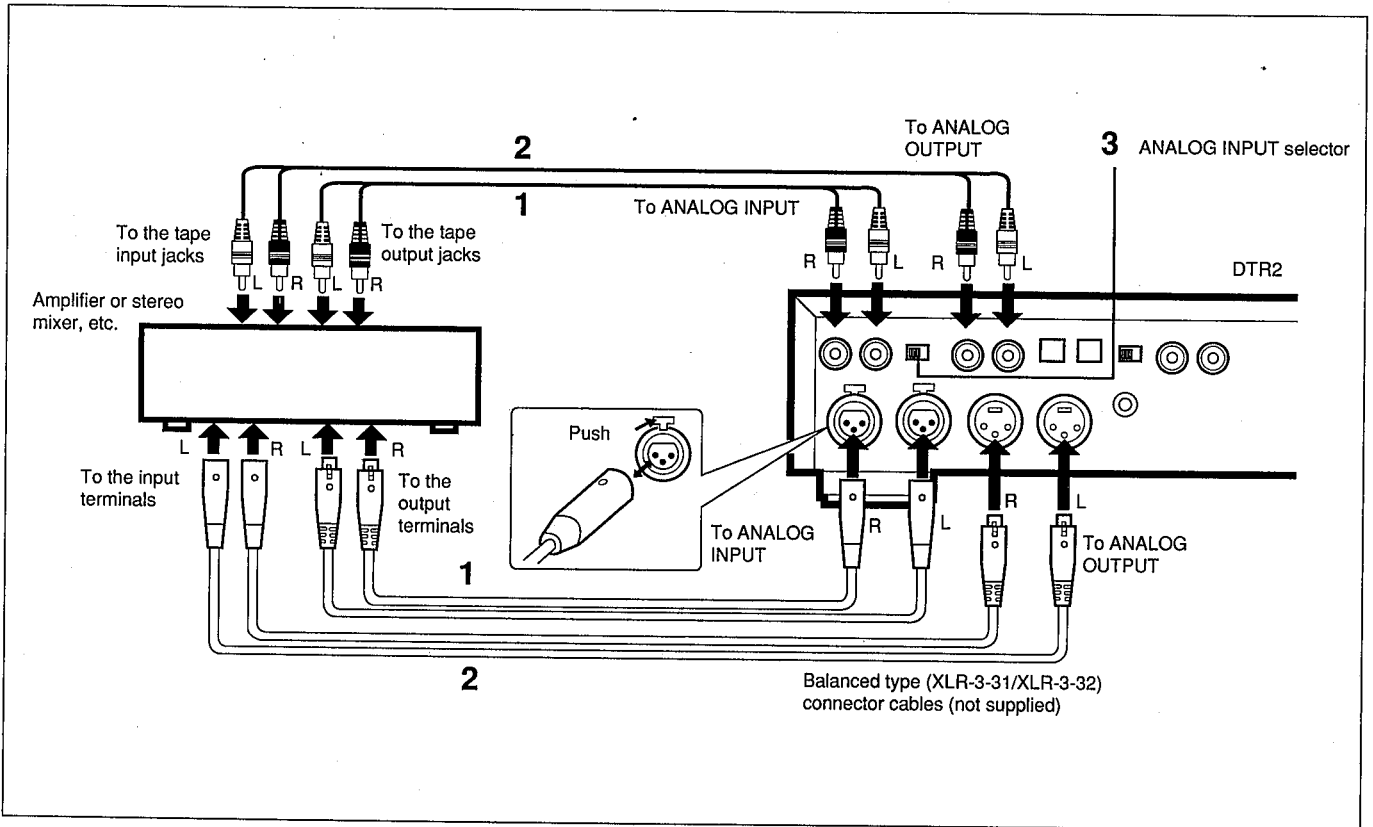 2
To ANALOG
OUTPUT
3 ANALOG INPUT selector
1
To ANALOG INPUT
To the tape
input jacks
To the tape
output jacks
L
R
L
R
R
L
R
L
DTR2
Amplifier or stereo
mixer, etc.
Push
L
R
L
R
To the input
terminals
To the
output
terminals
To ANALOG
INPUT
R
L
R
L
To ANALOG
OUTPUT
1
2
Balanced type (XLR-3-31/XLR-3-32)
connector cables (not supplied)